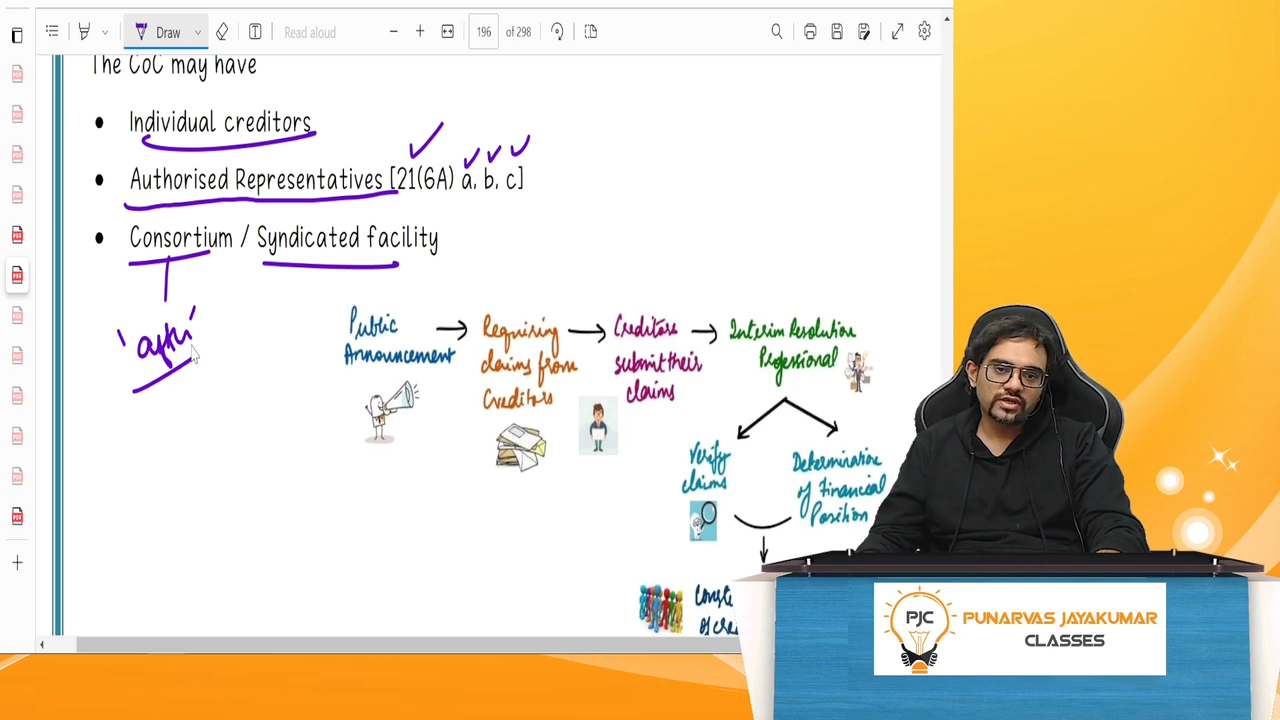 Draw
Read aloud
196 of 298
The CoC may have
• Individual creditors
• Authorised Representatives [21(6A) a, b, c]
• Consortium / Syndicated facility
Public
Announcement
Requiring
claims from
Creditors
Creditors
submit their
claims
Interim Resolution
Professional
Verify
claims
Determination
of Financial
Position
of
PJC
PUNARVAS JAYAKUMAR
CLASSES